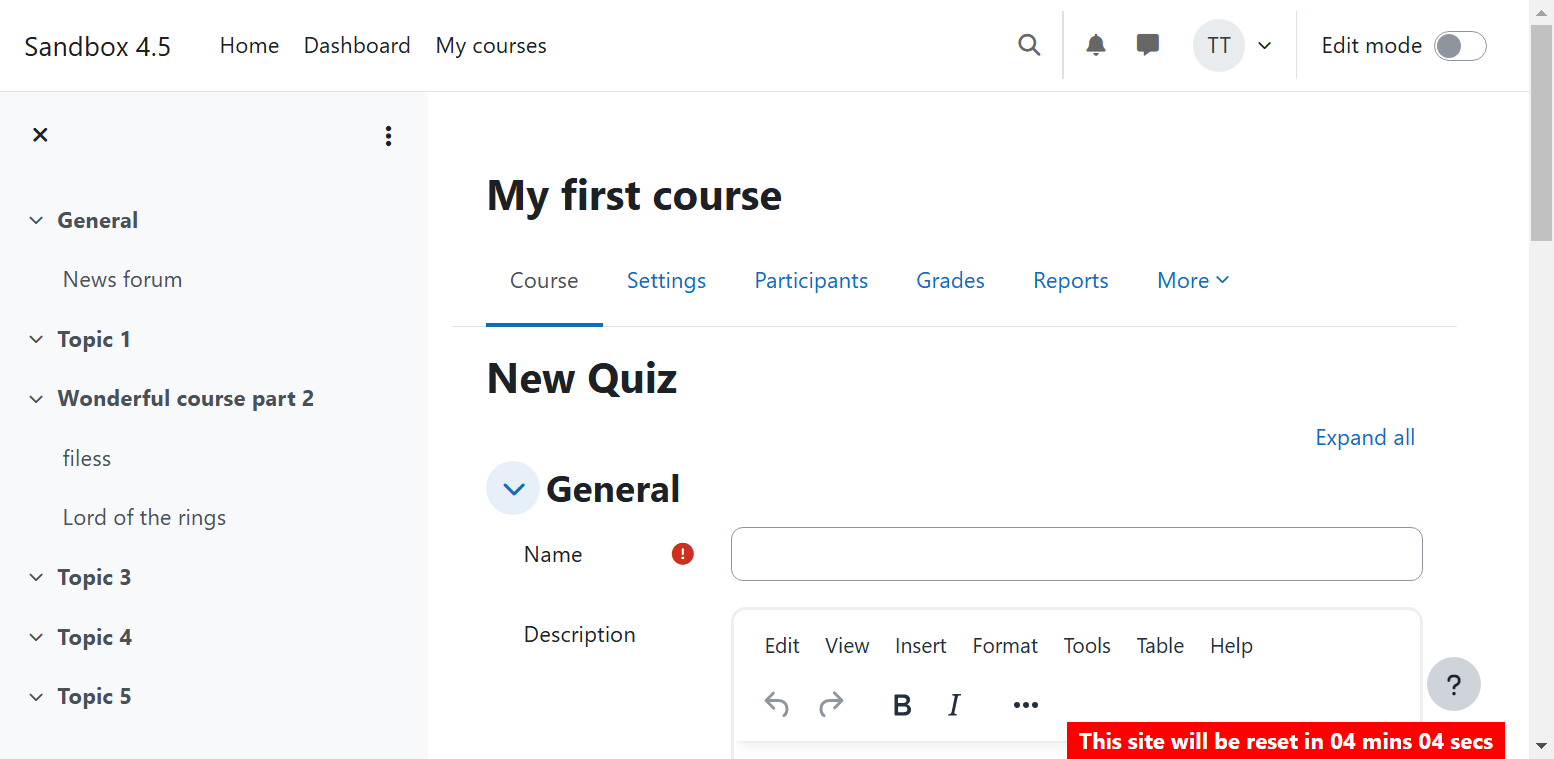 Sandbox 4.5 Home Dashboard My courses TT Edit mode
General
News forum
Topic 1
Wonderful course part 2
filess
Lord of the rings
Topic 3
Topic 4
Topic 5
My first course
Course Settings Participants Grades Reports More
New Quiz
Expand all
General
Name
Description
Edit View Insert Format Tools Table Help
B I
?
This site will be reset in 04 mins 04 secs